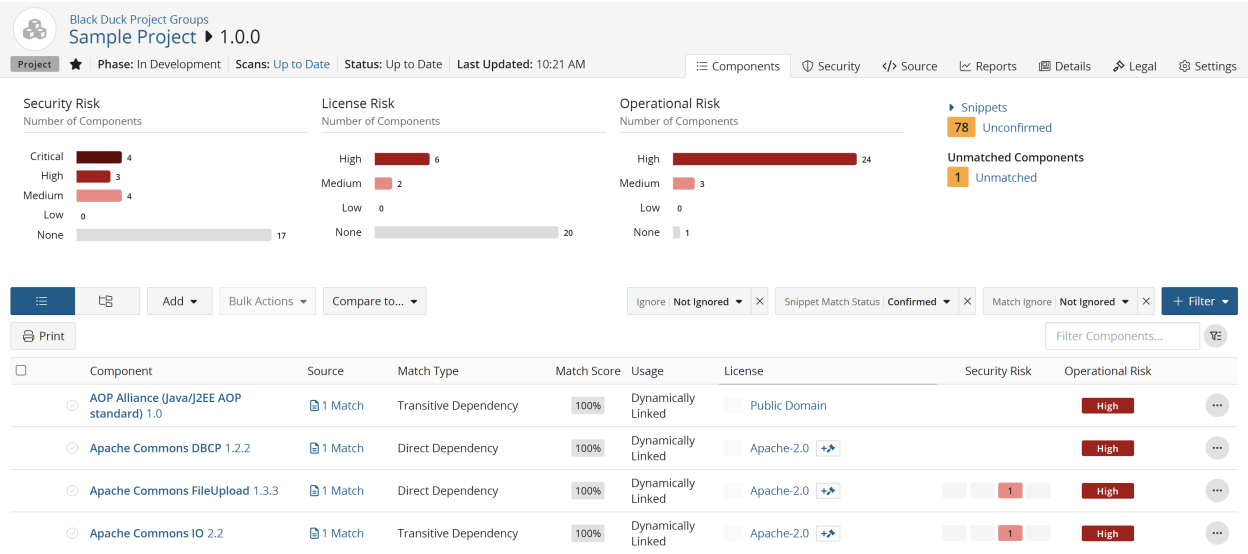 Black Duck Project Groups
Sample Project 1.0.0
Project Phase: In Development Scans: Up to Date Status: Up to Date Last Updated: 10:21 AM
Components Security Source Reports Details Legal Settings
Security Risk
Number of Components
Critical 4
High 3
Medium 4
Low 0
None 17
License Risk
Number of Components
High 6
Medium 2
Low 0
None 20
Operational Risk
Number of Components
High 24
Medium 3
Low 0
None 1
Snippets
78 Unconfirmed
Unmatched Components
1 Unmatched
Add Bulk Actions Compare to... Ignore Not Ignored Snippet Match Status Confirmed Match Ignore Not Ignored + Filter
Print Filter Components...
Component Source Match Type Match Score Usage License Security Risk Operational Risk
AOP Alliance (Java/J2EE AOP
standard) 1.0 1 Match Transitive Dependency 100% Dynamically
Linked Public Domain High
Apache Commons DBCP 1.2.2 1 Match Direct Dependency 100% Dynamically
Linked Apache-2.0 High
Apache Commons FileUpload 1.3.3 1 Match Direct Dependency 100% Dynamically
Linked Apache-2.0 1 High
Apache Commons IO 2.2 1 Match Transitive Dependency 100% Dynamically
Linked Apache-2.0 1 High